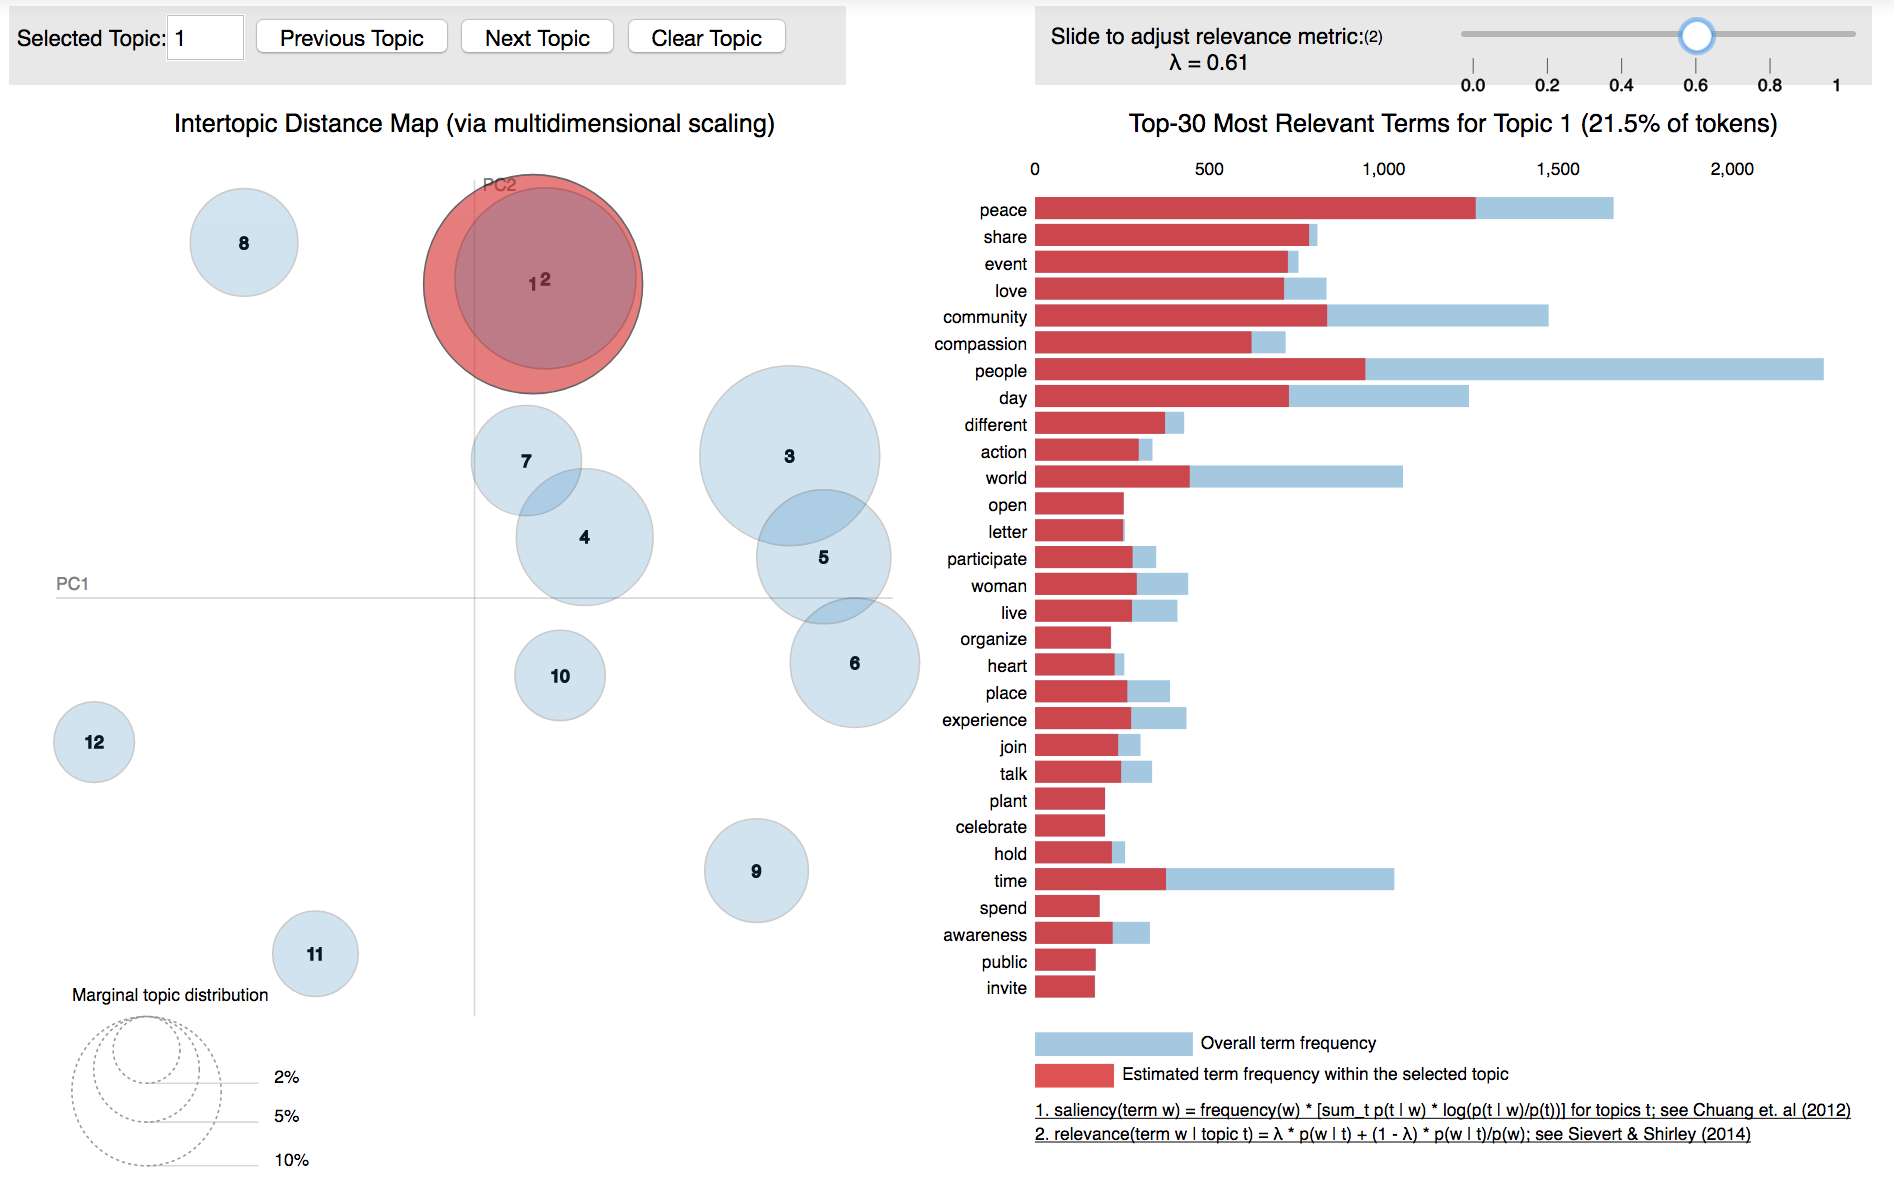 Selected Topic: 1 Previous Topic Next Topic Clear Topic
Slide to adjust relevance metric:(2)
λ = 0.61
0.0 0.2 0.4 0.6 0.8 1
Intertopic Distance Map (via multidimensional scaling)
PC2
8
1 2
7
3
4
5
PC1
6
10
12
9
11
Marginal topic distribution
2%
5%
10%
Top-30 Most Relevant Terms for Topic 1 (21.5% of tokens)
0 500 1,000 1,500 2,000
peace
share
event
love
community
compassion
people
day
different
action
world
open
letter
participate
woman
live
organize
heart
place
experience
join
talk
plant
celebrate
hold
time
spend
awareness
public
invite
Overall term frequency
Estimated term frequency within the selected topic
1. saliency(term w) = frequency(w) * [sum_t p(t | w) * log(p(t | w)/p(t))] for topics t; see Chuang et. al (2012)
2. relevance(term w | topic t) = λ * p(w | t) + (1 - λ) * p(w | t)/p(w); see Sievert & Shirley (2014)